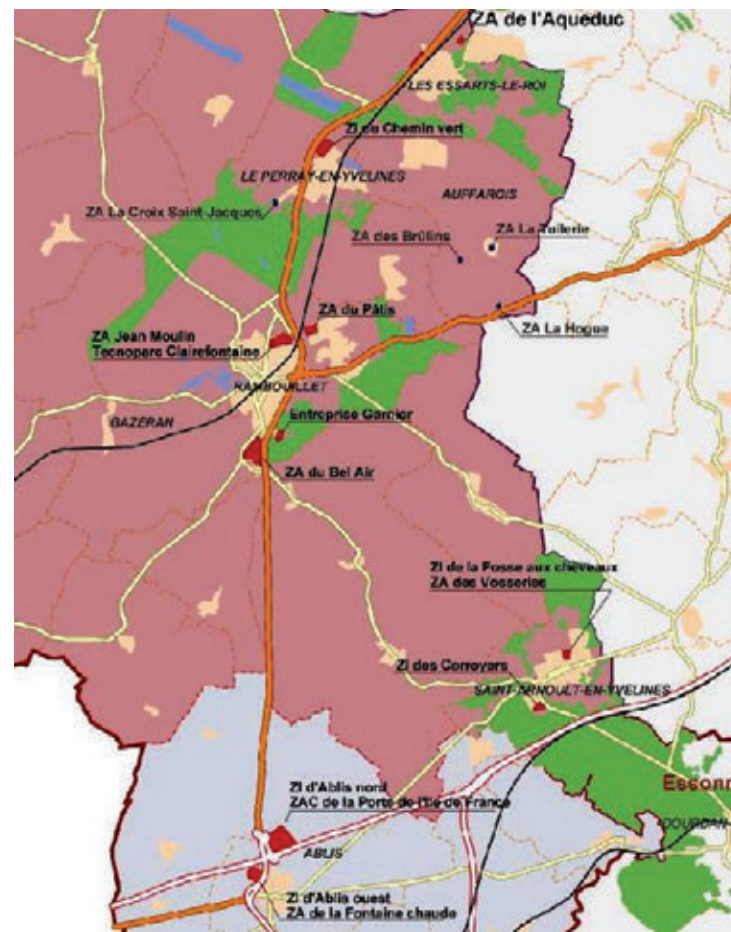 ZA de l'Aqueduc
LES ESSARTS-LE-ROI
ZI du Chemin vert
LE PERRAY-EN-YVELINES
AUFFARGIS
ZA La Croix Saint-Jacques
ZA La Tuilerie
ZA des Brûlins
ZA du Pâtis
ZA La Hogue
ZA Jean Moulin
Tecnoparc Clairefontaine
RAMBOUILLET
GAZERAN
Entreprise Garnier
ZA du Bel Air
ZI de la Fosse aux chevaux
ZA des Vosseries
ZI des Corroyers
SAINT-ARNOULT-EN-YVELINES
ZI d'Ablis nord
ZAC de la Porte de l'Ile de France
Essonn
DOURDAN
ABLIS
ZI d'Ablis ouest
ZA de la Fontaine chaude